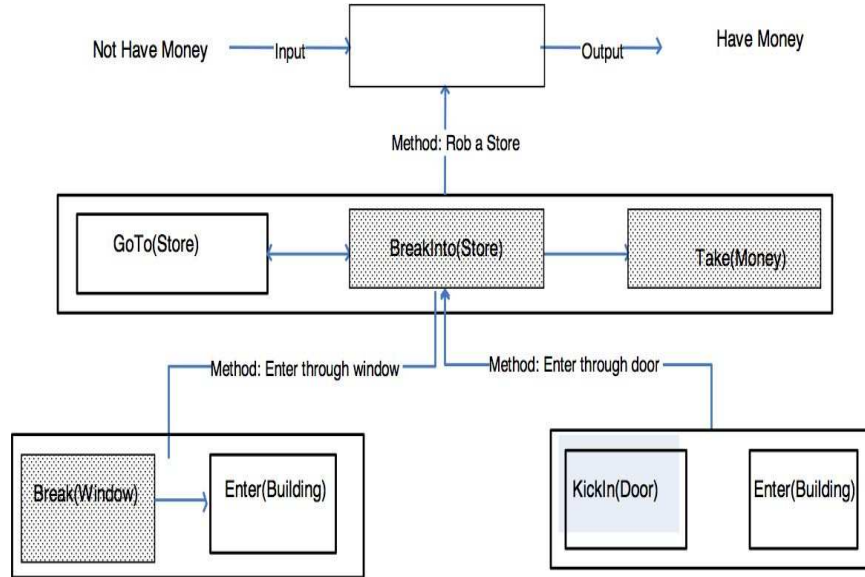 Not Have Money
Input
Output
Have Money
Method: Rob a Store
GoTo(Store)
BreakInto(Store)
Take(Money)
Method: Enter through window
Method: Enter through door
Break(Window)
Enter(Building)
KickIn(Door)
Enter(Building)